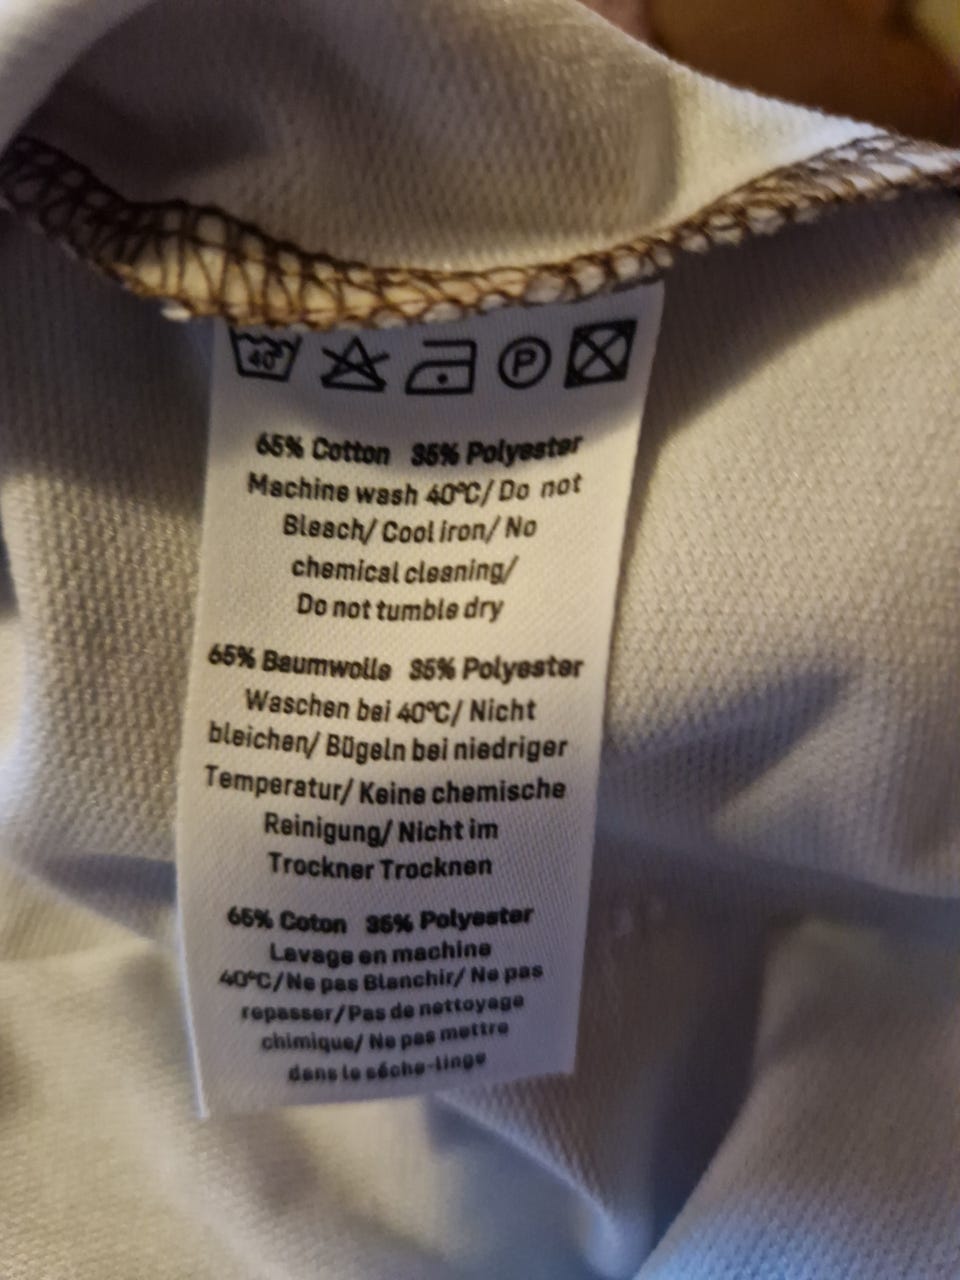 40°
P
65% Cotton 35% Polyester
Machine wash 40°C/ Do not
Bleach/ Cool iron/ No
chemical cleaning/
Do not tumble dry
65% Baumwolle 35% Polyester
Waschen bei 40°C/ Nicht
bleichen/ Bügeln bei niedriger
Temperatur/ Keine chemische
Reinigung/ Nicht im
Trockner Trocknen
65% Coton 35% Polyester
Lavage en machine
40°C/Ne pas Blanchir/ Ne pas
repasser/Pas de nettoyage
chimique/ Ne pas mettre
dans le séche-linge